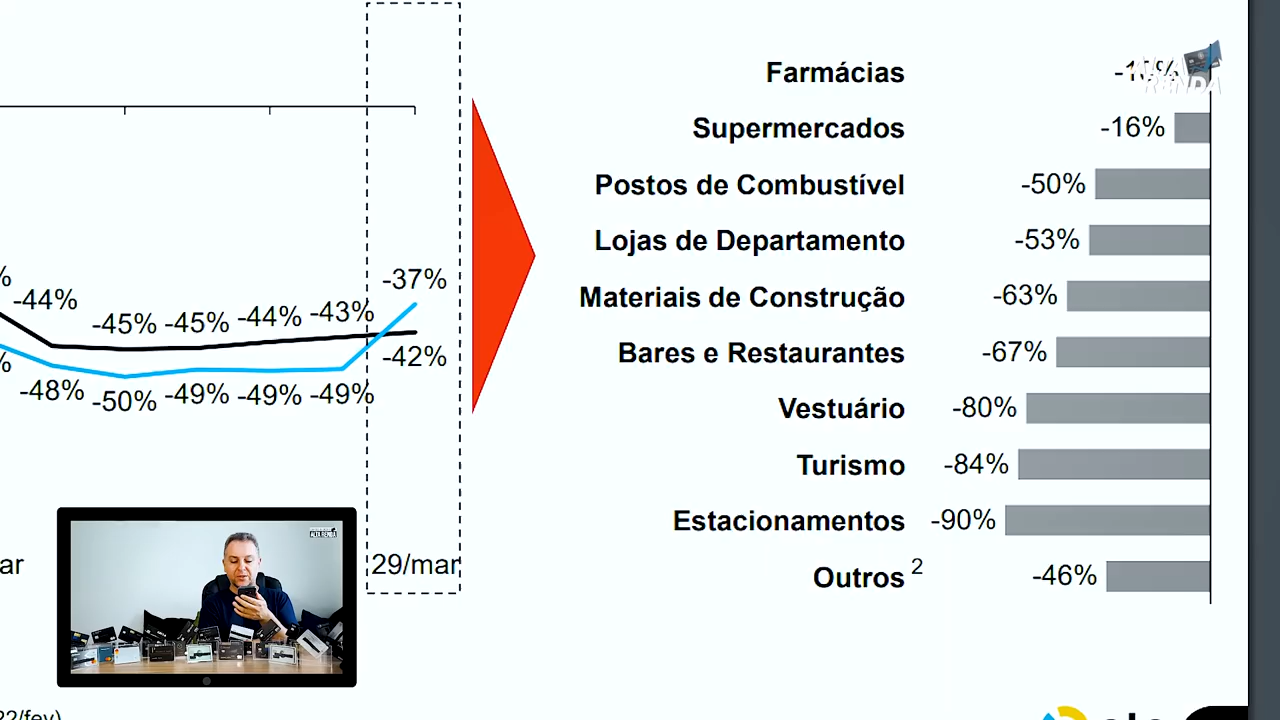 Farmácias
Supermercados -16%
Postos de Combustível -50%
Lojas de Departamento -53%
Materiais de Construção -63%
Bares e Restaurantes -67%
Vestuário -80%
Turismo -84%
Estacionamentos -90%
Outros 2 -46%
-37%
-44% -45% -45% -44% -43%
-42%
-48% -50% -49% -49% -49%
29/mar